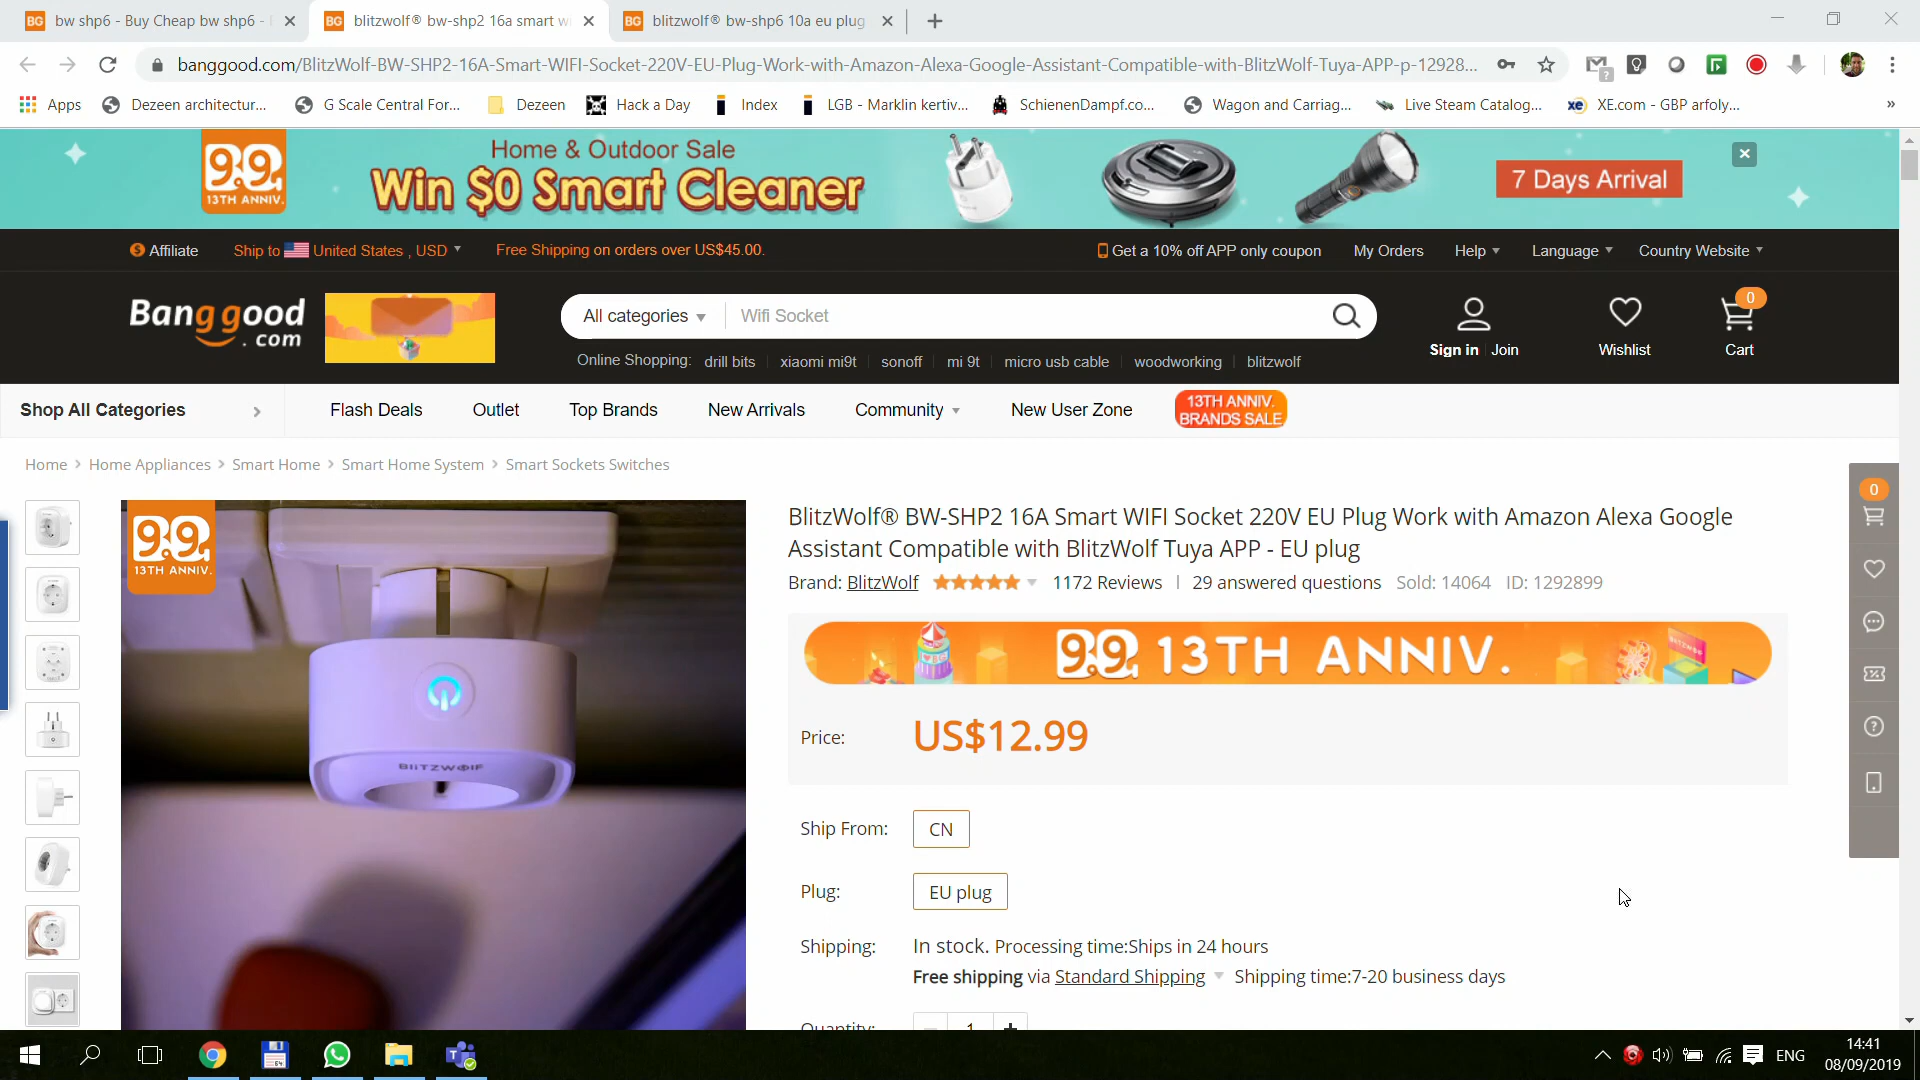 bw shp6 - Buy Cheap bw shp6 -
blitzwolf® bw-shp2 16a smart w
blitzwolf® bw-shp6 10a eu plug
banggood.com/BlitzWolf-BW-SHP2-16A-Smart-WIFI-Socket-220V-EU-Plug-Work-with-Amazon-Alexa-Google-Assistant-Compatible-with-BlitzWolf-Tuya-APP-p-12928...
Apps
Dezeen architectur...
G Scale Central For...
Dezeen
Hack a Day
Index
LGB - Marklin kertiv...
SchienenDampf.co...
Wagon and Carriag...
Live Steam Catalog...
XE.com - GBP arfoly...
»
9.9.
13TH ANNIV.
Home & Outdoor Sale
Win $0 Smart Cleaner
7 Days Arrival
Affiliate
Ship to United States , USD
Free Shipping on orders over US$45.00.
Get a 10% off APP only coupon
My Orders
Help
Language
Country Website
Banggood
.com
All categories
Wifi Socket
Online Shopping: drill bits xiaomi mi9t sonoff mi 9t micro usb cable woodworking blitzwolf
Sign in Join
Wishlist
0
Cart
Shop All Categories
Flash Deals
Outlet
Top Brands
New Arrivals
Community
New User Zone
13TH ANNIV.
BRANDS SALE
Home > Home Appliances > Smart Home > Smart Home System > Smart Sockets Switches
9.9.
13TH ANNIV.
BLITZWOLF
BlitzWolf® BW-SHP2 16A Smart WIFI Socket 220V EU Plug Work with Amazon Alexa Google
Assistant Compatible with BlitzWolf Tuya APP - EU plug
Brand: BlitzWolf 1172 Reviews | 29 answered questions Sold: 14064 ID: 1292899
9.9. 13TH ANNIV.
Price: US$12.99
Ship From: CN
Plug: EU plug
Shipping: In stock. Processing time:Ships in 24 hours
Free shipping via Standard Shipping Shipping time:7-20 business days
Quantity: 1
0
ENG
14:41
08/09/2019